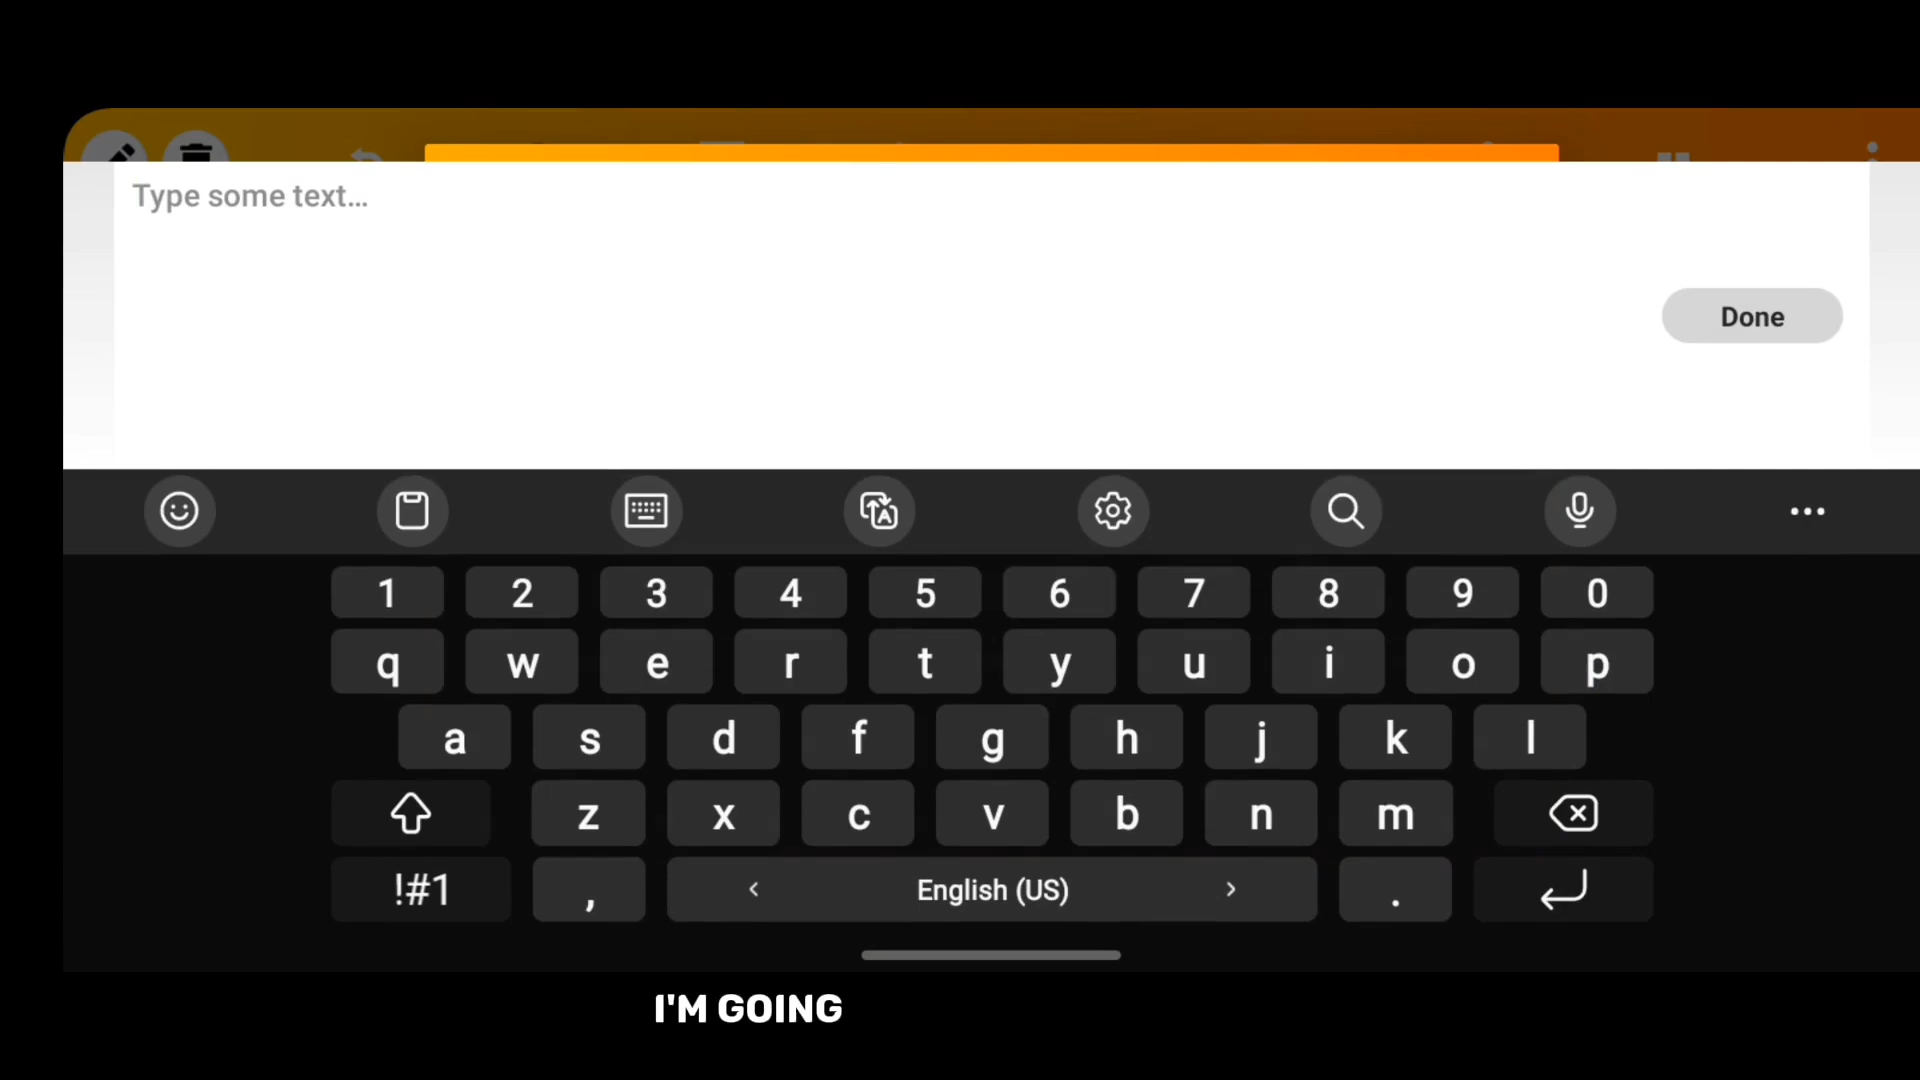 Type some text...
Done
1 2 3 4 5 6 7 8 9 0
q w e r t y u i o p
a s d f g h j k l
z x c v b n m
!#1 , < English (US) > .
I'M GOING